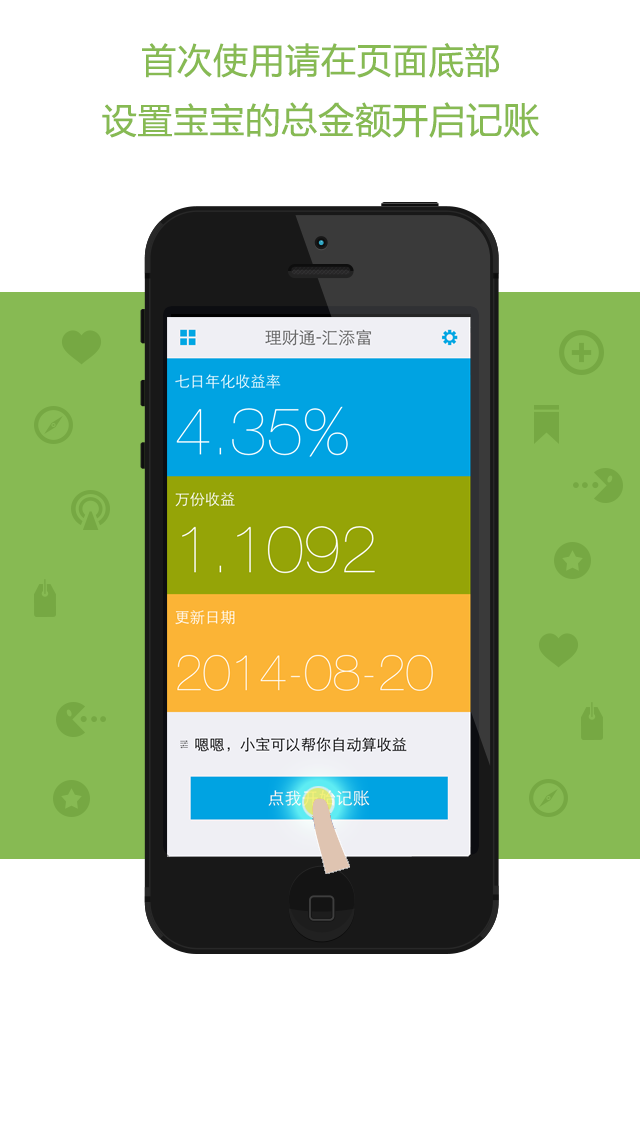 首次使用请在页面底部
设置宝宝的总金额开启记账
理财通-汇添富
七日年化收益率
4.35%
万份收益
1.1092
更新日期
2014-08-20
嗯嗯，小宝可以帮你自动算收益
点我开始记账